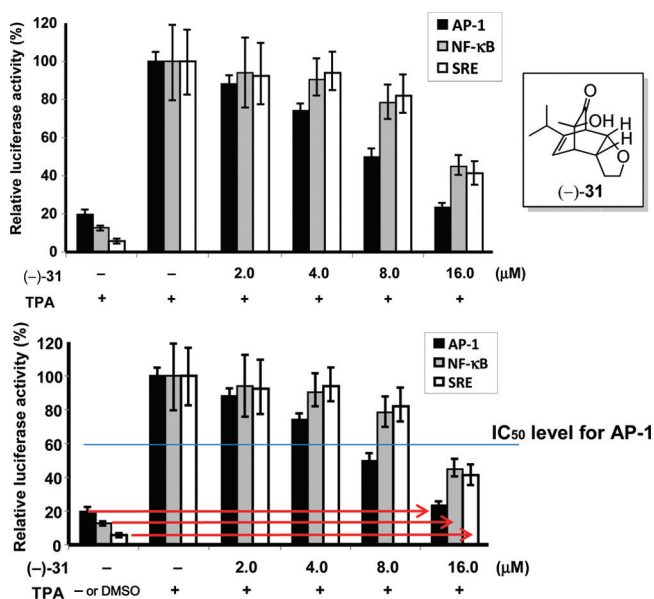 120
100
80
60
40
20
0
Relative luciferase activity (%)
AP-1
NF-κB
SRE
O
OH
H
H
O
(−)-31
(−)-31 − − 2.0 4.0 8.0 16.0 (μM)
TPA + + + + + +
120
100
80
60
40
20
0
Relative luciferase activity (%)
AP-1
NF-κB
SRE
IC50 level for AP-1
(−)-31 − − 2.0 4.0 8.0 16.0 (μM)
TPA − or DMSO + + + + +